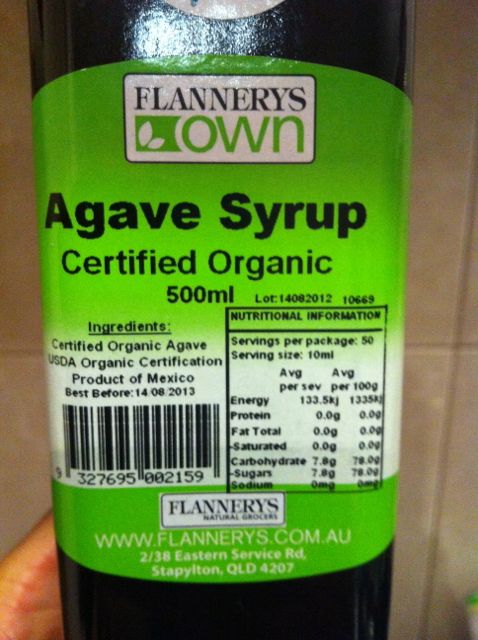 FLANNERYS
own
Agave Syrup
Certified Organic
500ml Lot:14082012 10669
Ingredients:
Certified Organic Agave
USDA Organic Certification
Product of Mexico
Best Before:14.08.2013
NUTRITIONAL INFORMATION
Servings per package: 50
Serving size: 10ml
Avg Avg
per sev per 100g
Energy 133.5kj 1335kj
Protein 0.0g 0.0g
Fat Total 0.0g 0.0g
-Saturated 0.0g 0.0g
Carbohydrate 7.8g 78.0g
-Sugars 7.8g 78.0g
Sodium 0mg 0mg
9 327695 002159
FLANNERYS
NATURAL GROCERS
WWW.FLANNERYS.COM.AU
2/38 Eastern Service Rd,
Stapylton, QLD 4207